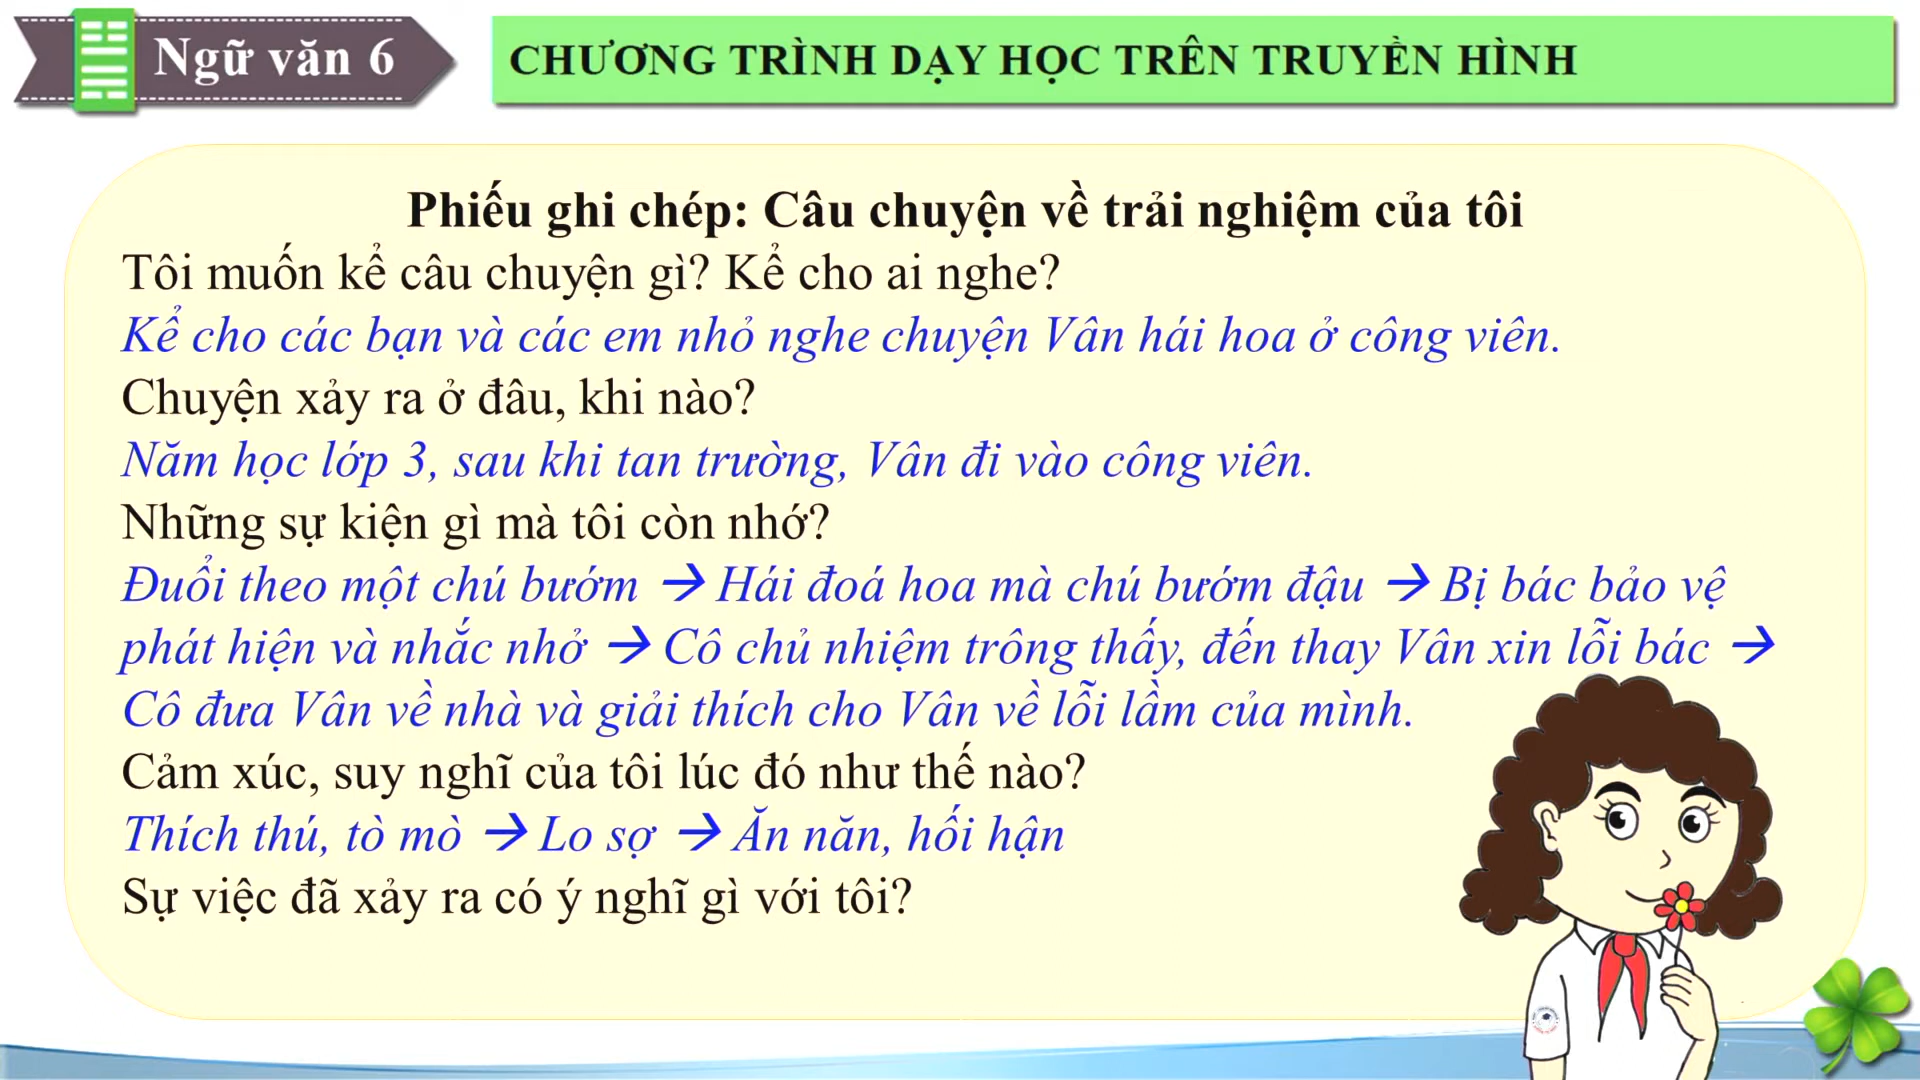 Ngữ văn 6
CHƯƠNG TRÌNH DẠY HỌC TRÊN TRUYỀN HÌNH
Phiếu ghi chép: Câu chuyện về trải nghiệm của tôi
Tôi muốn kể câu chuyện gì? Kể cho ai nghe?
Kể cho các bạn và các em nhỏ nghe chuyện Vân hái hoa ở công viên.
Chuyện xảy ra ở đâu, khi nào?
Năm học lớp 3, sau khi tan trường, Vân đi vào công viên.
Những sự kiện gì mà tôi còn nhớ?
Đuổi theo một chú bướm → Hái đoá hoa mà chú bướm đậu → Bị bác bảo vệ
phát hiện và nhắc nhở → Cô chủ nhiệm trông thấy, đến thay Vân xin lỗi bác →
Cô đưa Vân về nhà và giải thích cho Vân về lỗi lầm của mình.
Cảm xúc, suy nghĩ của tôi lúc đó như thế nào?
Thích thú, tò mò → Lo sợ → Ăn năn, hối hận
Sự việc đã xảy ra có ý nghĩ gì với tôi?